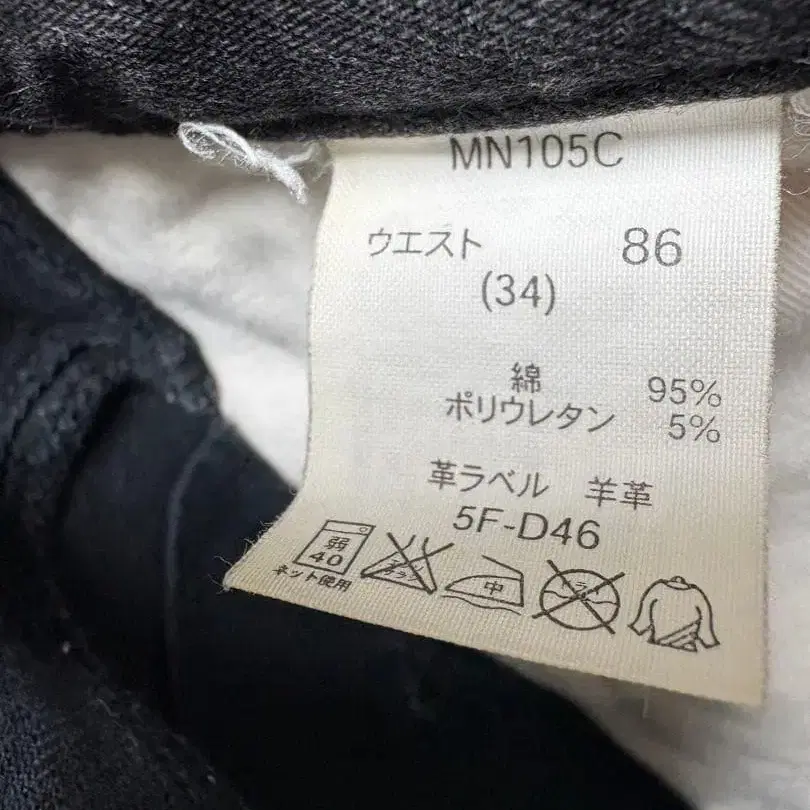 MN105C
ウエスト 86
(34)
綿 95%
ポリウレタン 5%
革ラベル 羊革
5F-D46
弱
40
中
ネット使用